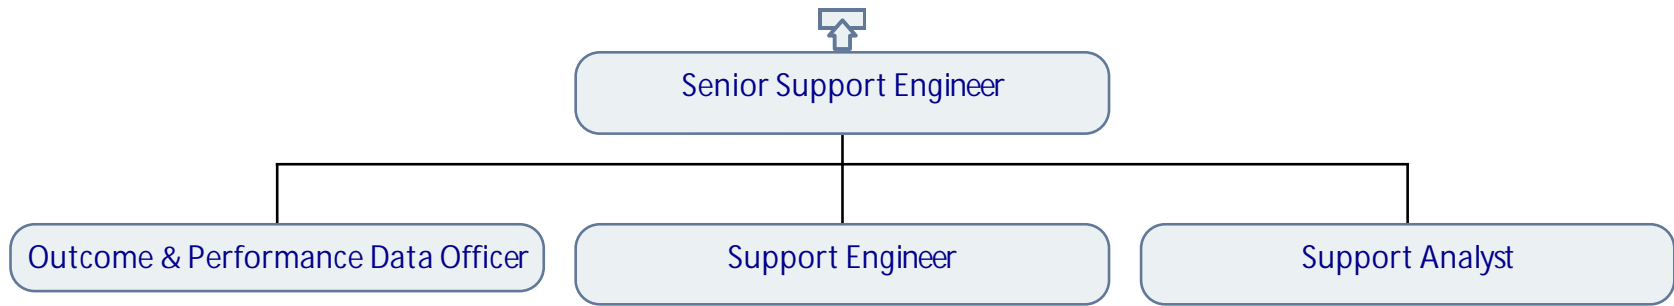 Senior Support Engineer
Outcome & Performance Data Officer
Support Engineer
Support Analyst